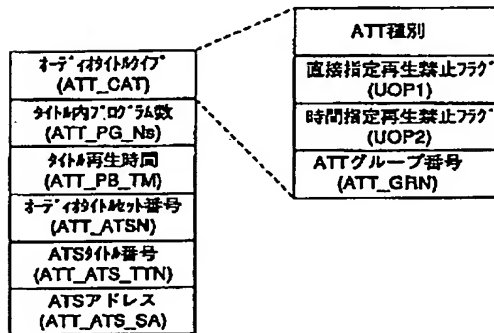 オーディオタイトルタイプ
(ATT_CAT)
タイトル内プログラム数
(ATT_PG_Ns)
タイトル再生時間
(ATT_PB_TM)
オーディオタイトルセット番号
(ATT_ATSN)
ATSタイトル番号
(ATT_ATS_TTN)
ATSアドレス
(ATT_ATS_SA)
ATT種別
直接指定再生禁止フラグ
(UOP1)
時間指定再生禁止フラグ
(UOP2)
ATTグループ番号
(ATT_GRN)